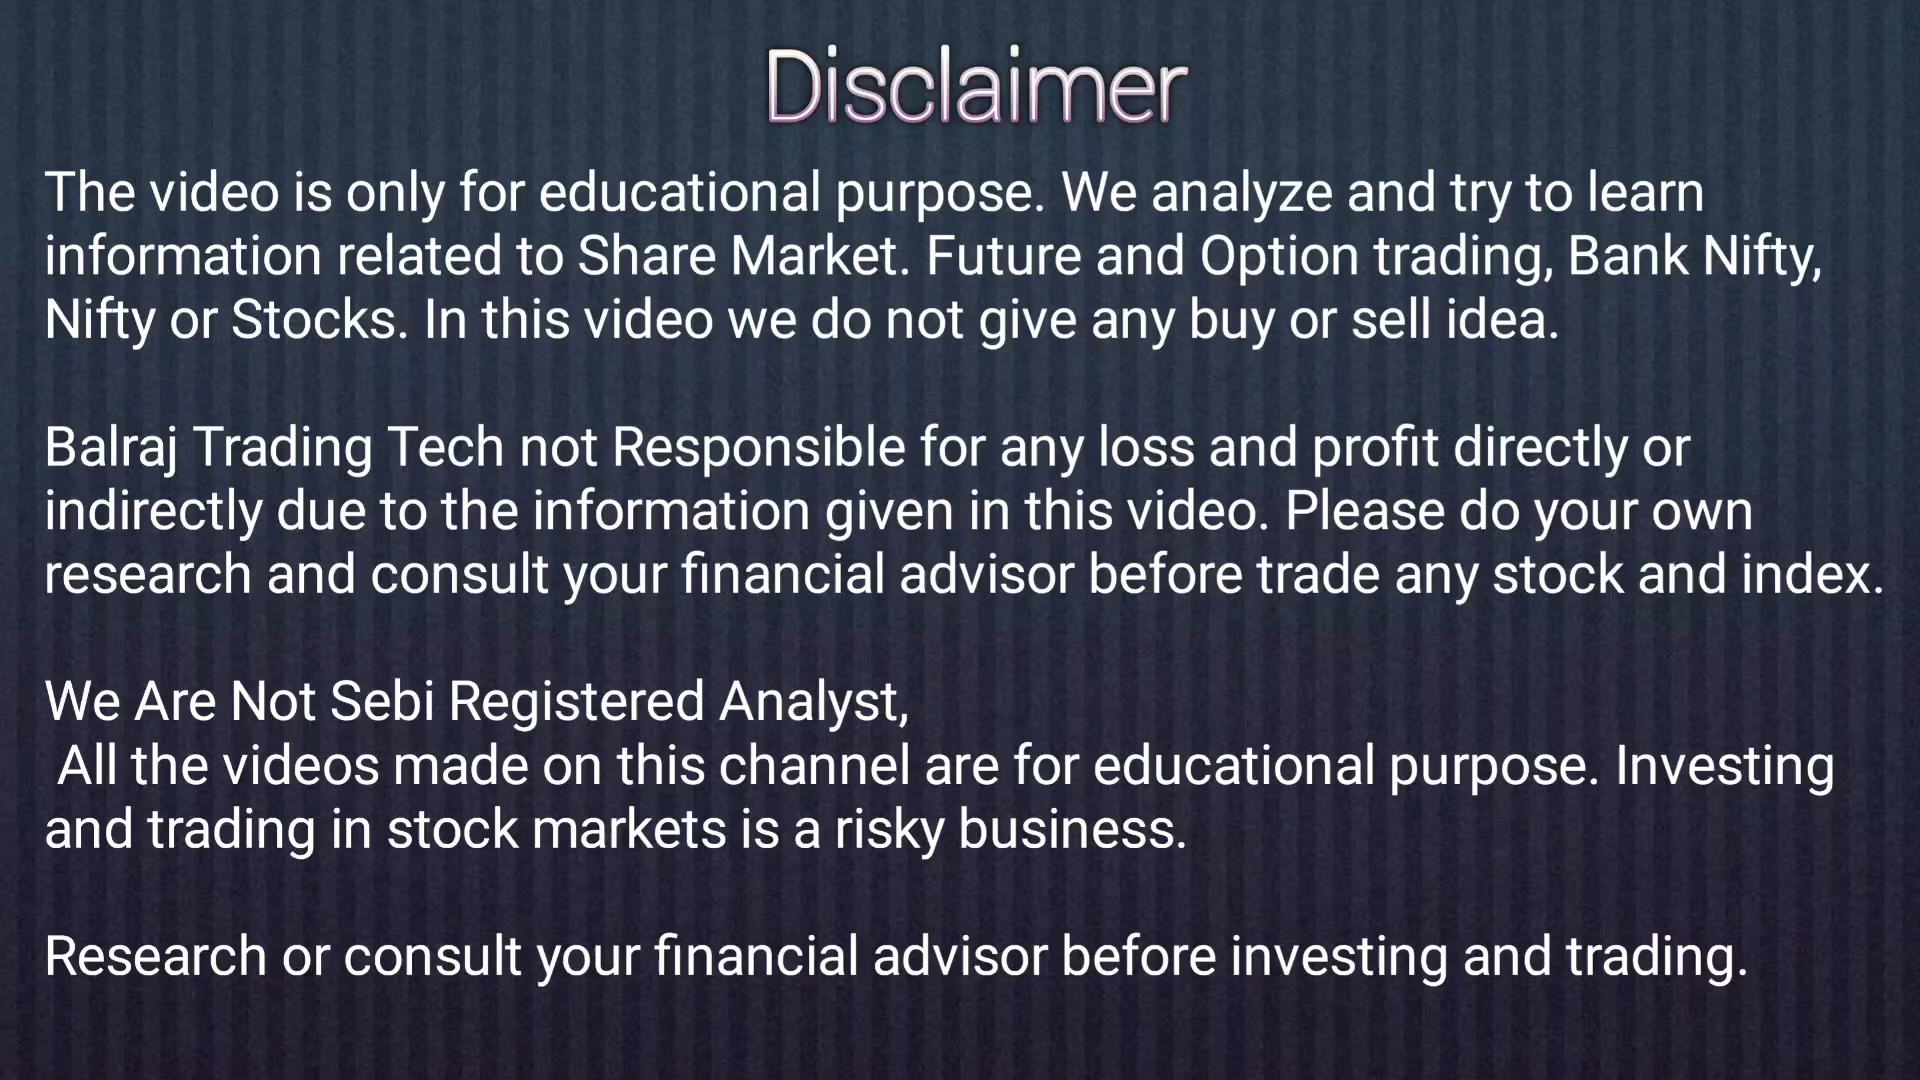 Disclaimer
The video is only for educational purpose. We analyze and try to learn
information related to Share Market. Future and Option trading, Bank Nifty,
Nifty or Stocks. In this video we do not give any buy or sell idea.
Balraj Trading Tech not Responsible for any loss and profit directly or
indirectly due to the information given in this video. Please do your own
research and consult your financial advisor before trade any stock and index.
We Are Not Sebi Registered Analyst,
All the videos made on this channel are for educational purpose. Investing
and trading in stock markets is a risky business.
Research or consult your financial advisor before investing and trading.